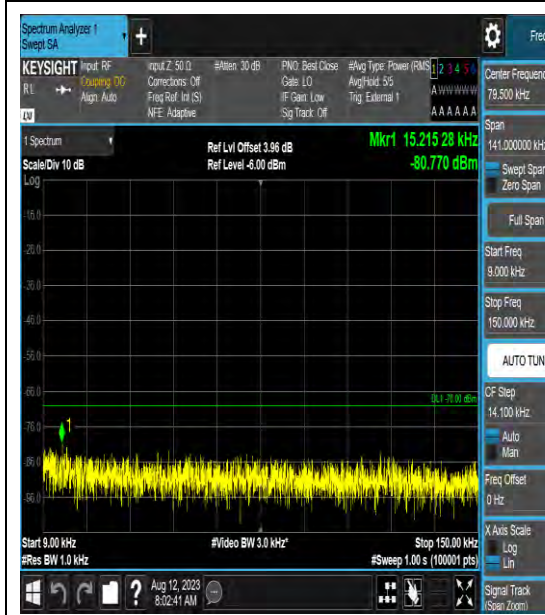 Spectrum Analyzer 1
Swept SA
+
KEYSIGHT
Input: RF
Coupling: DC
Align: Auto
Input Z: 50 Ω
Corrections: Off
Freq Ref: Int (S)
NFE: Adaptive
#Atten: 30 dB
PNO: Best Close
Gate: LO
IF Gain: Low
Sig Track: Off
#Avg Type: Power (RMS
Avg|Hold: 5/5
Trig: External 1
1 2 3 4 5 6
A W W W W W
A A A A A A
1 Spectrum
Scale/Div 10 dB
Log
Ref Lvl Offset 3.96 dB
Ref Level -6.00 dBm
Mkr1 15.215 28 kHz
-80.770 dBm
-16.0
-26.0
-36.0
-46.0
-56.0
-66.0
DL1 -70.00 dBm
-76.0
1
-86.0
-96.0
Start 9.00 kHz
#Res BW 1.0 kHz
#Video BW 3.0 kHz*
Stop 150.00 kHz
#Sweep 1.00 s (100001 pts)
?
Aug 12, 2023
8:02:41 AM
Center Frequenc
79.500 kHz
Span
141.000000 kHz
Swept Span
Zero Span
Full Span
Start Freq
9.000 kHz
Stop Freq
150.000 kHz
AUTO TUN
CF Step
14.100 kHz
Auto
Man
Freq Offset
0 Hz
X Axis Scale
Log
Lin
Signal Track
(Span Zoom)